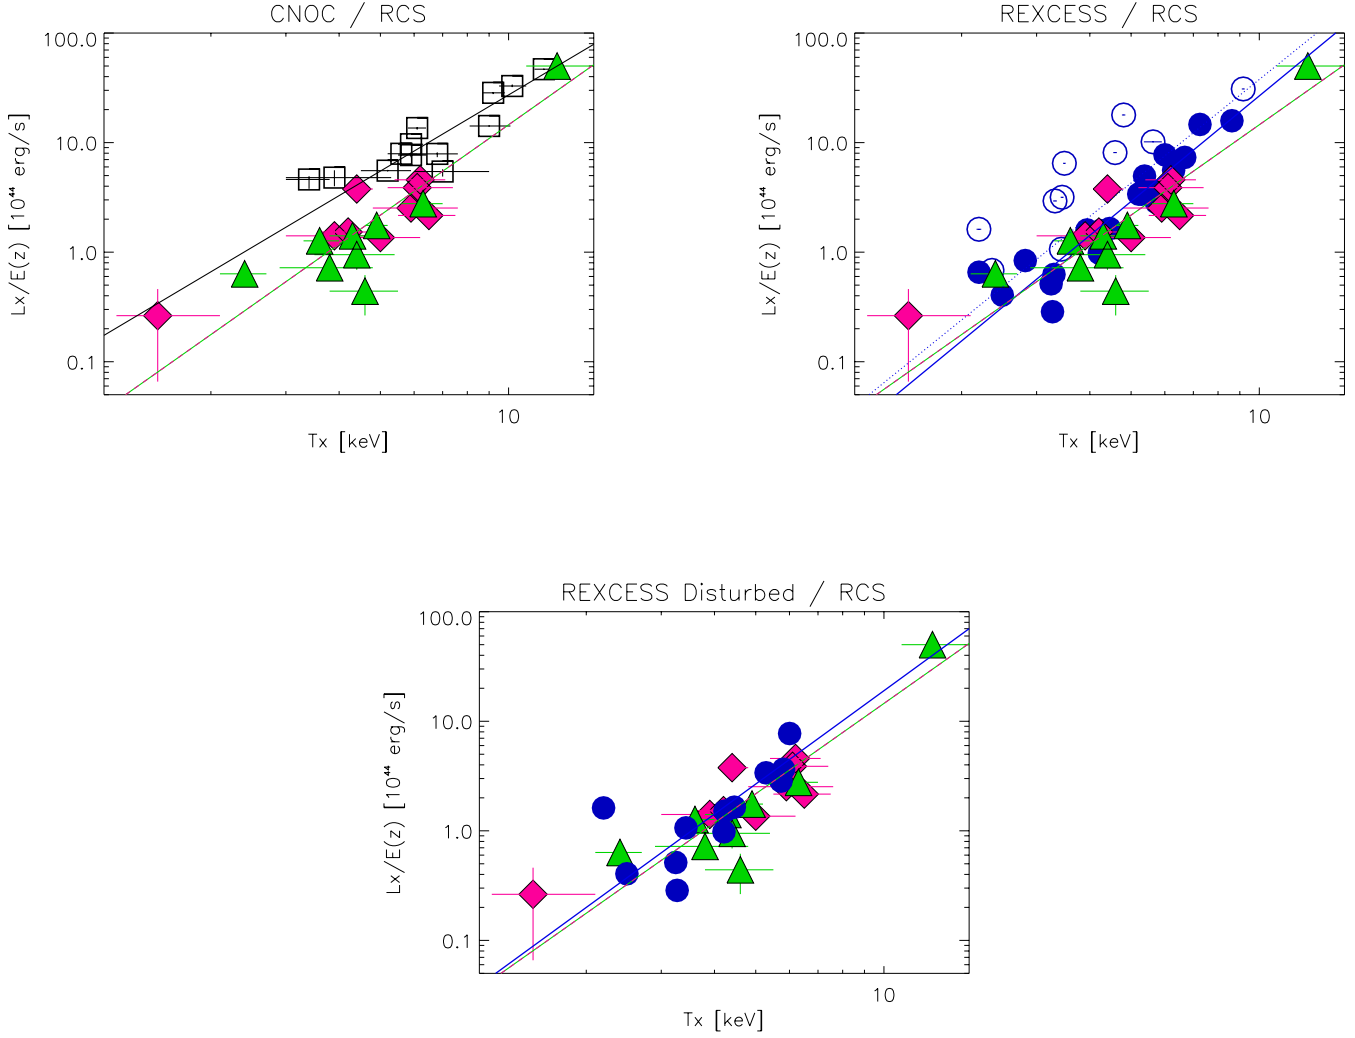 CNOC / RCS
100.0
10.0
1.0
0.1
Lx/E(z) [10⁴⁴ erg/s]
10
Tx [keV]
REXCESS / RCS
100.0
10.0
1.0
0.1
Lx/E(z) [10⁴⁴ erg/s]
10
Tx [keV]
REXCESS Disturbed / RCS
100.0
10.0
1.0
0.1
Lx/E(z) [10⁴⁴ erg/s]
10
Tx [keV]